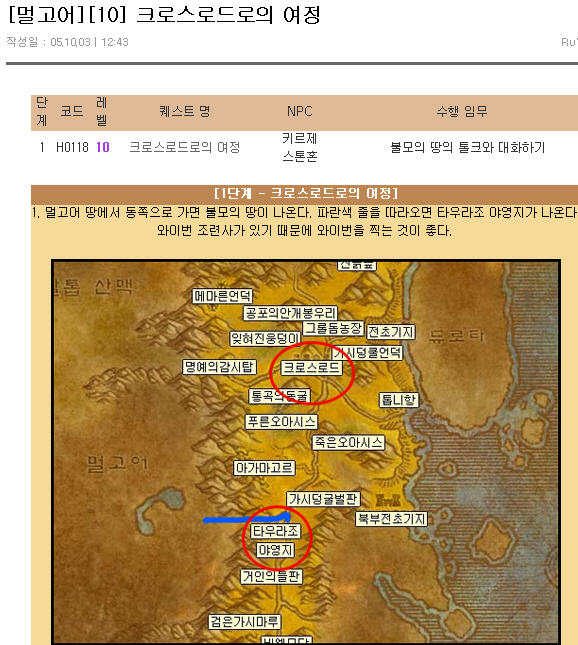 [멀고어][10] 크로스로드로의 여정
작성일 : 05,10,03 | 12:43
단계 코드 레벨 퀘스트 명 NPC 수행 임무
1 H0118 10 크로스로드로의 여정 키르제 스톤혼 불모의 땅의 톨크와 대화하기
[1단계 - 크로스로드로의 여정]
1. 멀고어 땅에서 동쪽으로 가면 불모의 땅이 나온다. 파란색 줄을 따라오면 타우라조 야영지가 나온다
와이번 조련사가 있기 때문에 와이번을 찍는 것이 좋다.
톱 산맥
메마른언덕
공포의안개봉우리
그롤돔농장
전초기지
듀로타
잊혀진웅덩이
가시덩쿨언덕
명예의감시탑
크로스로드
통곡의동굴
톱니항
푸른오아시스
죽은오아시스
멀고어
아가마고르
가시덩굴벌판
북부전초기지
타우라조
야영지
거인의들판
검은가시마루